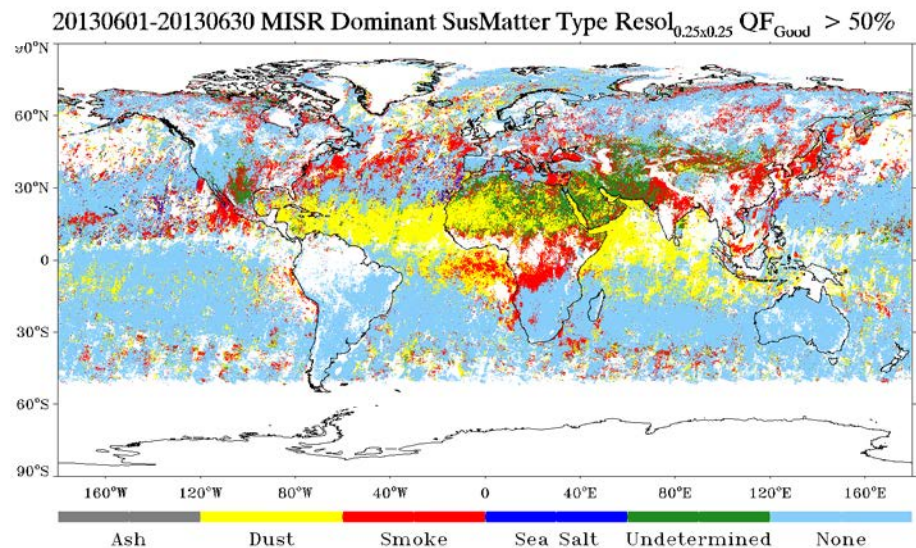 20130601-20130630 MISR Dominant SusMatter Type Resol0.25x0.25 QFGood > 50%
90°N
60°N
30°N
0
30°S
60°S
90°S
160°W 120°W 80°W 40°W 0 40°E 80°E 120°E 160°E
Ash Dust Smoke Sea Salt Undetermined None